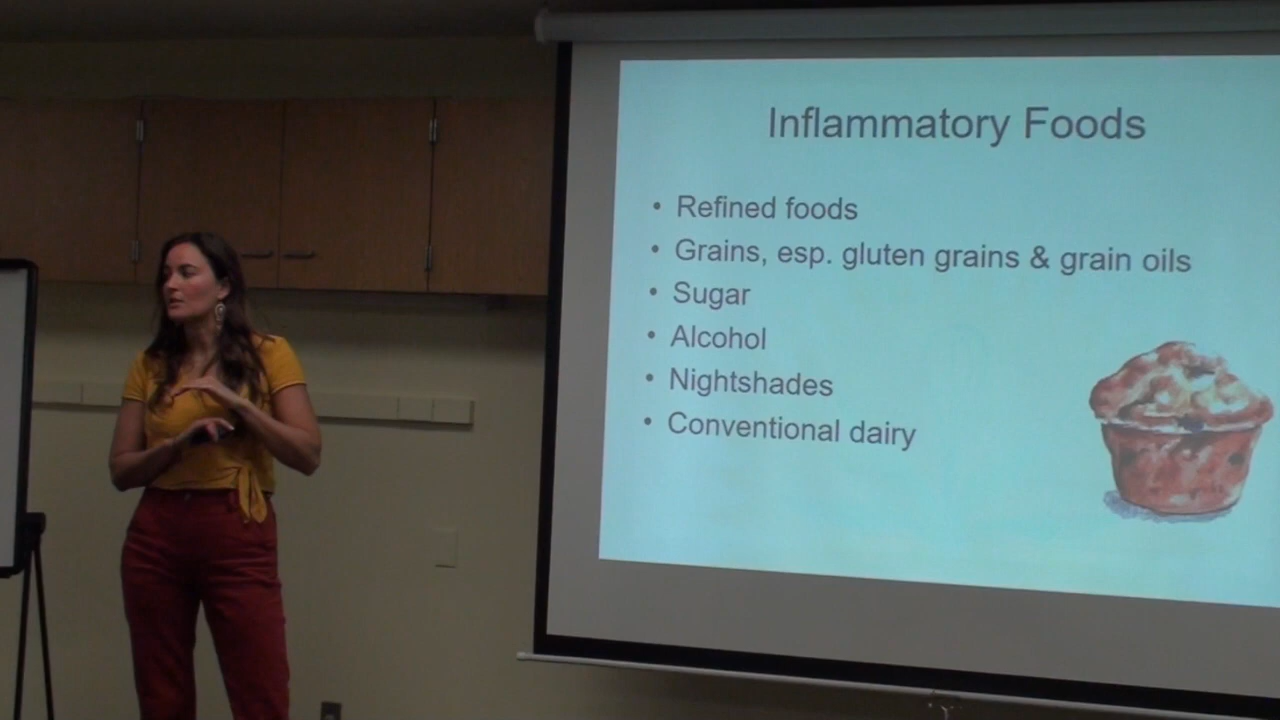 Inflammatory Foods
• Refined foods
• Grains, esp. gluten grains & grain oils
• Sugar
• Alcohol
• Nightshades
• Conventional dairy